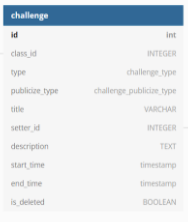 challenge
id int
class_id INTEGER
type challenge_type
publicize_type challenge_publicize_type
title VARCHAR
setter_id INTEGER
description TEXT
start_time timestamp
end_time timestamp
is_deleted BOOLEAN